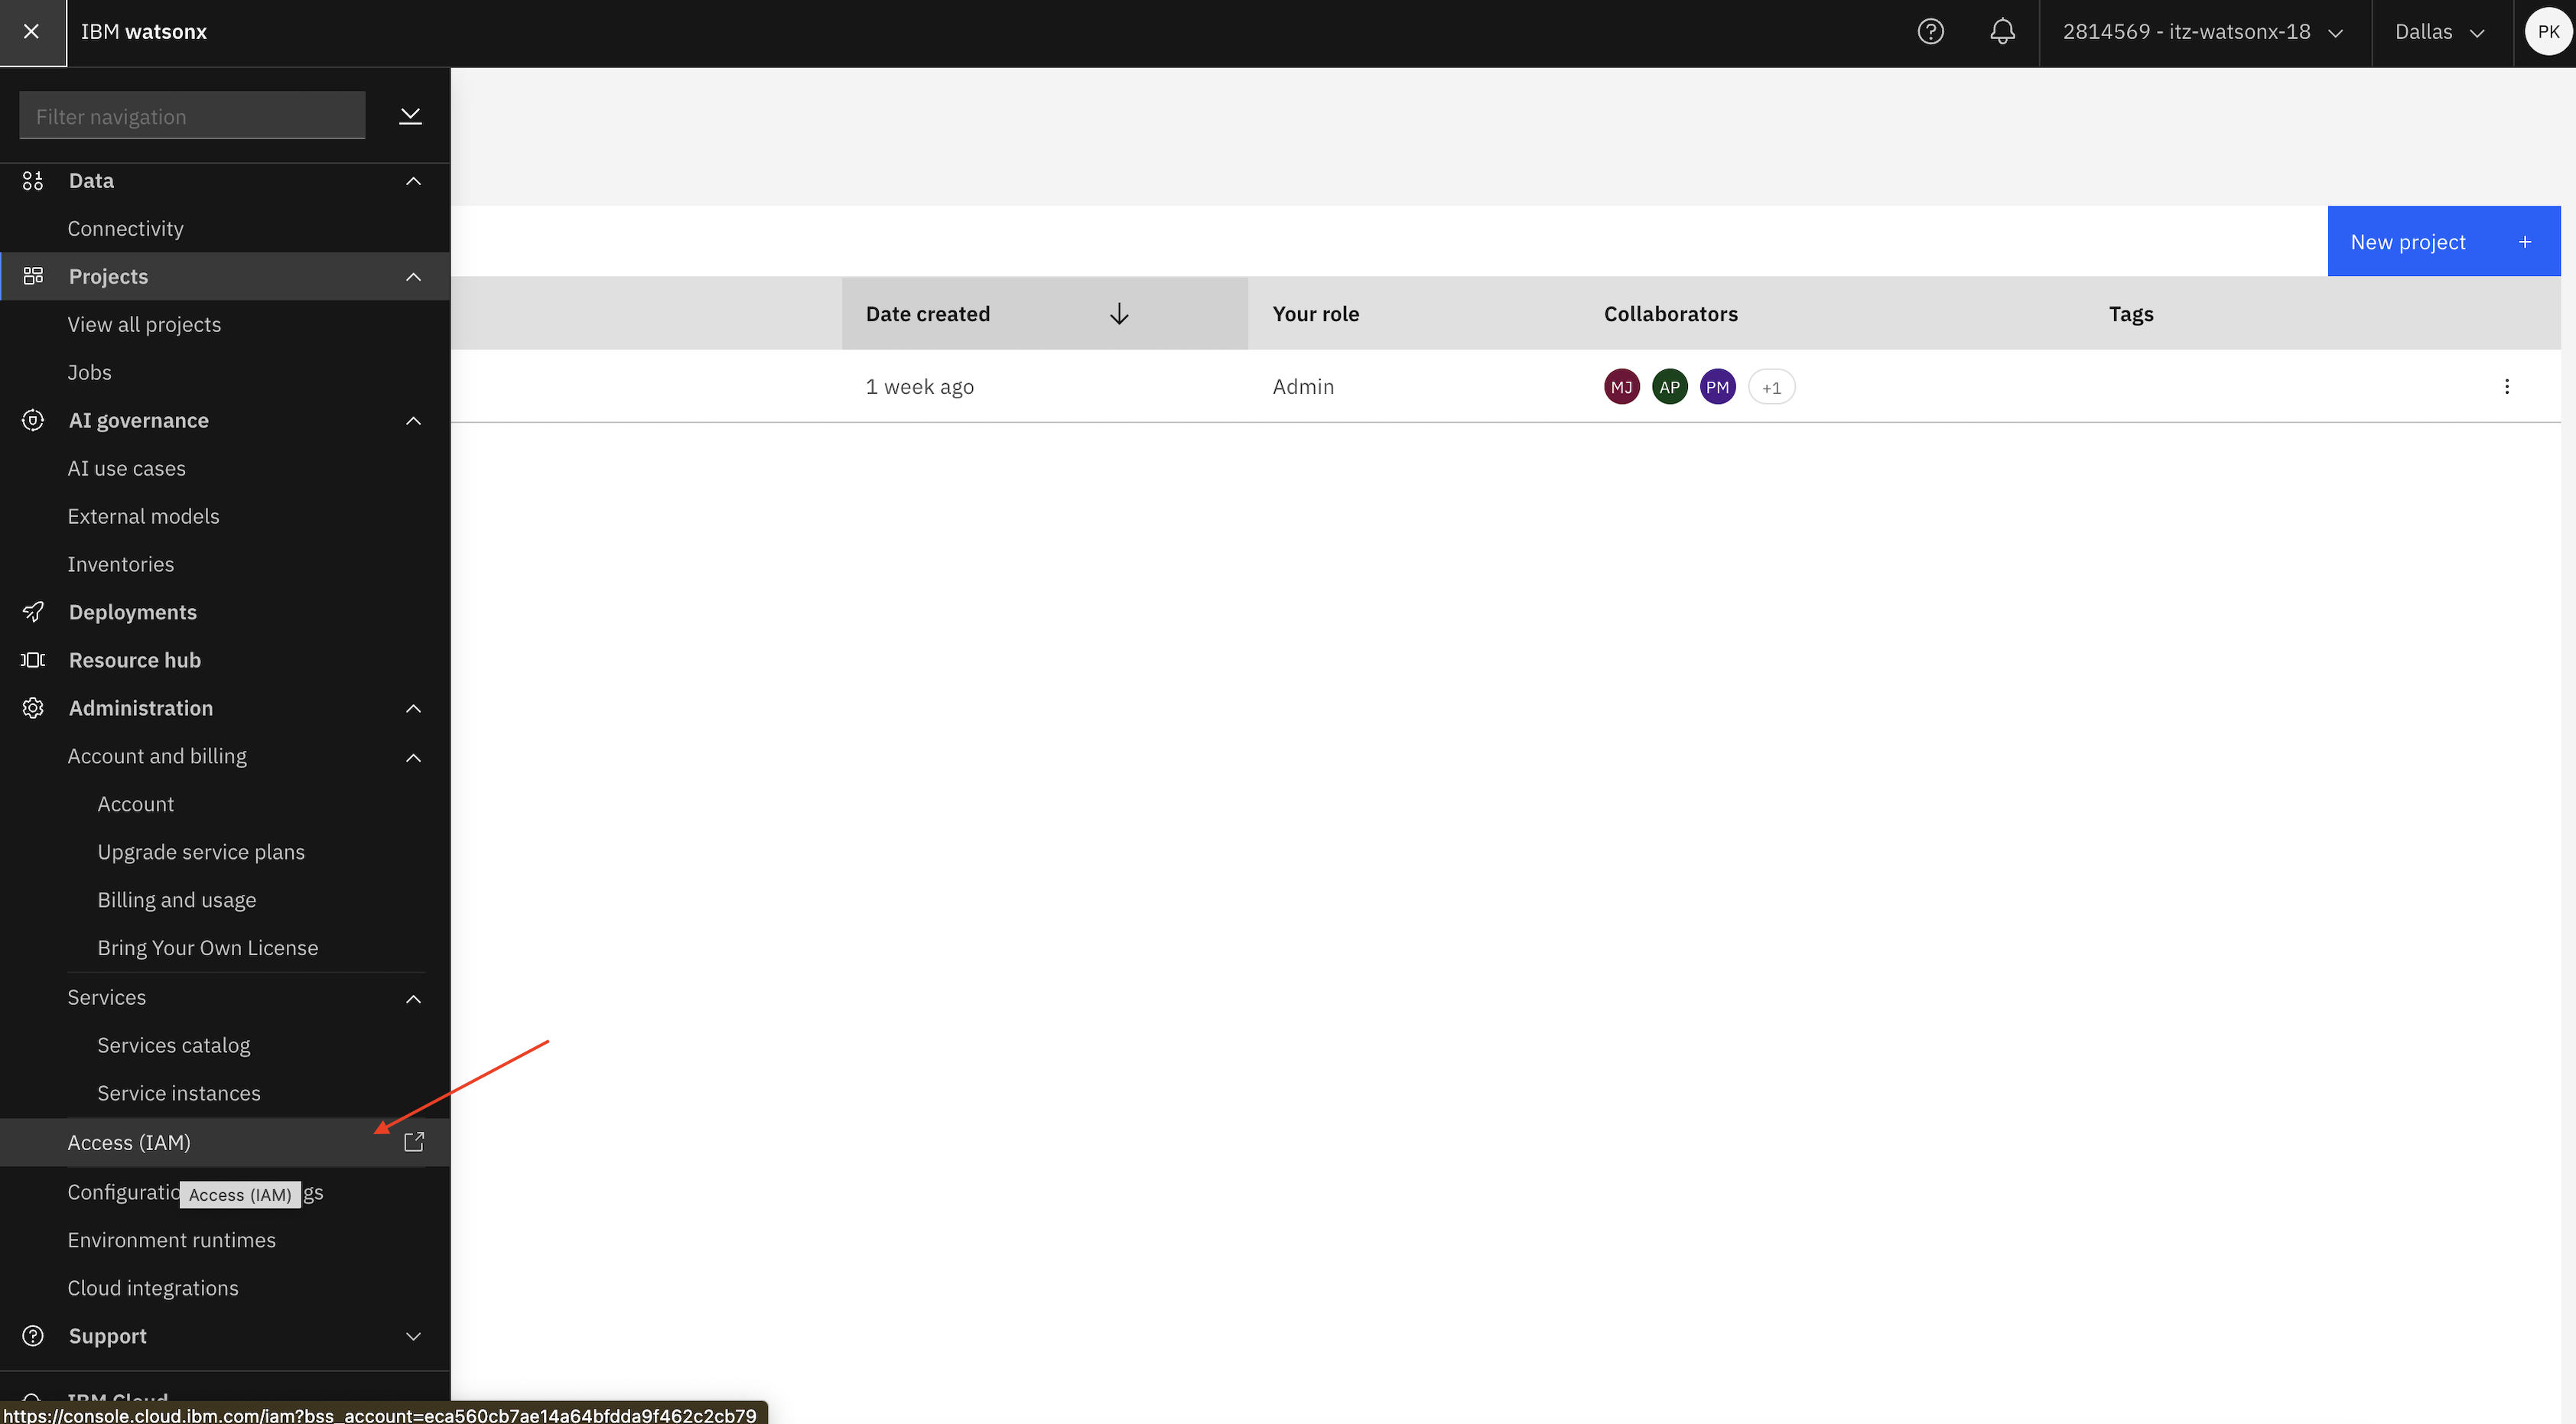 IBM watsonx
2814569 - itz-watsonx-18
Dallas
PK
Filter navigation
Data
Connectivity
Projects
View all projects
Jobs
AI governance
AI use cases
External models
Inventories
Deployments
Resource hub
Administration
Account and billing
Account
Upgrade service plans
Billing and usage
Bring Your Own License
Services
Services catalog
Service instances
Access (IAM)
Configuratio
Access (IAM)
gs
Environment runtimes
Cloud integrations
Support
IBM Cloud
https://console.cloud.ibm.com/iam?bss_account=eca560cb7ae14a64bfdda9f462c2cb79
New project +
Date created Your role Collaborators Tags
1 week ago Admin MJ AP PM +1